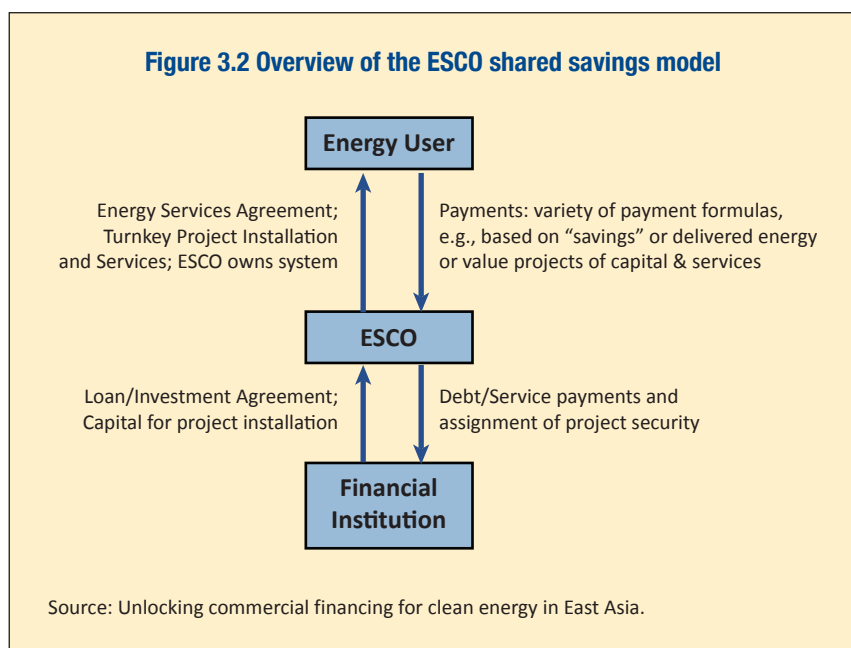 Figure 3.2 Overview of the ESCO shared savings model
Energy User
Energy Services Agreement;
Turnkey Project Installation
and Services; ESCO owns system
Payments: variety of payment formulas,
e.g., based on “savings” or delivered energy
or value projects of capital & services
ESCO
Loan/Investment Agreement;
Capital for project installation
Debt/Service payments and
assignment of project security
Financial
Institution
Source: Unlocking commercial financing for clean energy in East Asia.